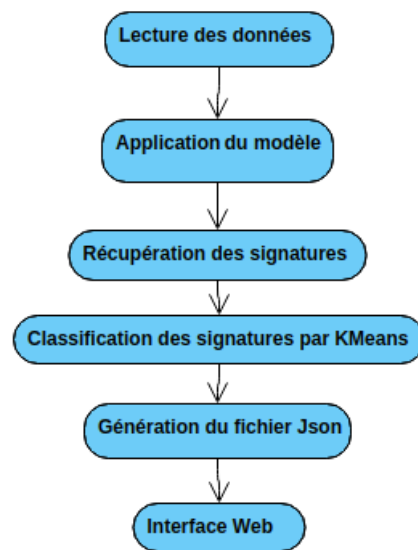 Lecture des données
Application du modèle
Récupération des signatures
Classification des signatures par KMeans
Génération du fichier Json
Interface Web